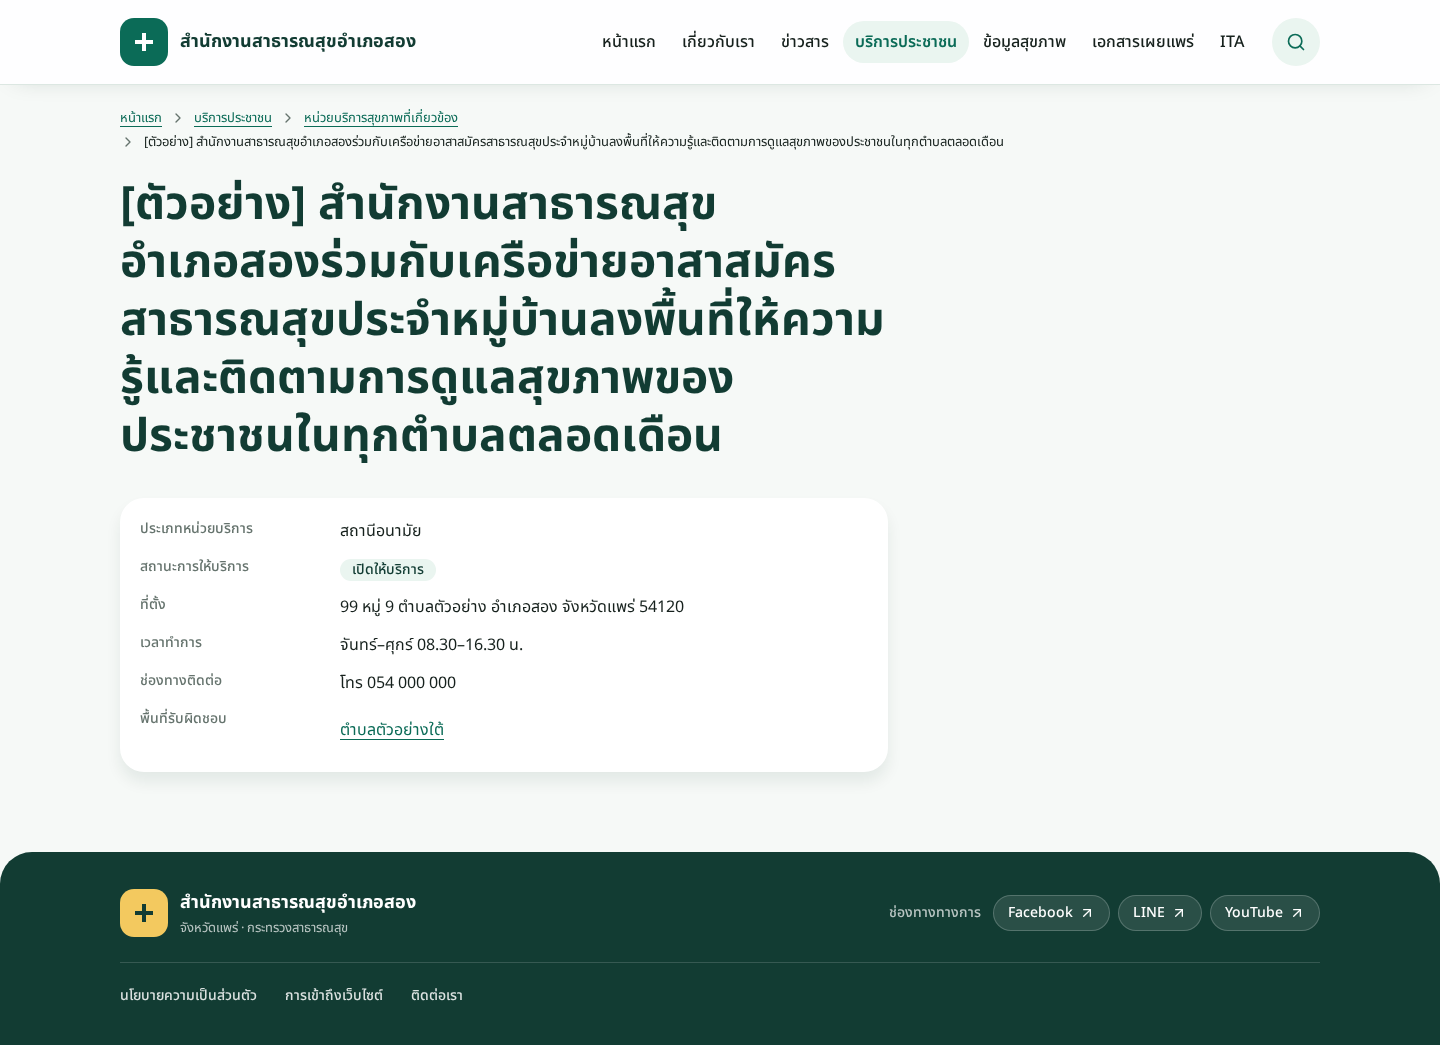 สำนักงานสาธารณสุขอำเภอสอง
หน้าแรก เกี่ยวกับเรา ข่าวสาร บริการประชาชน ข้อมูลสุขภาพ เอกสารเผยแพร่ ITA
หน้าแรก บริการประชาชน หน่วยบริการสุขภาพที่เกี่ยวข้อง
[ตัวอย่าง] สำนักงานสาธารณสุขอำเภอสองร่วมกับเครือข่ายอาสาสมัครสาธารณสุขประจำหมู่บ้านลงพื้นที่ให้ความรู้และติดตามการดูแลสุขภาพของประชาชนในทุกตำบลตลอดเดือน
[ตัวอย่าง] สำนักงานสาธารณสุข
อำเภอสองร่วมกับเครือข่ายอาสาสมัคร
สาธารณสุขประจำหมู่บ้านลงพื้นที่ให้ความ
รู้และติดตามการดูแลสุขภาพของ
ประชาชนในทุกตำบลตลอดเดือน
ประเภทหน่วยบริการ สถานีอนามัย
สถานะการให้บริการ เปิดให้บริการ
ที่ตั้ง 99 หมู่ 9 ตำบลตัวอย่าง อำเภอสอง จังหวัดแพร่ 54120
เวลาทำการ จันทร์–ศุกร์ 08.30–16.30 น.
ช่องทางติดต่อ โทร 054 000 000
พื้นที่รับผิดชอบ ตำบลตัวอย่างใต้
สำนักงานสาธารณสุขอำเภอสอง
จังหวัดแพร่ · กระทรวงสาธารณสุข
ช่องทางทางการ Facebook LINE YouTube
นโยบายความเป็นส่วนตัว การเข้าถึงเว็บไซต์ ติดต่อเรา